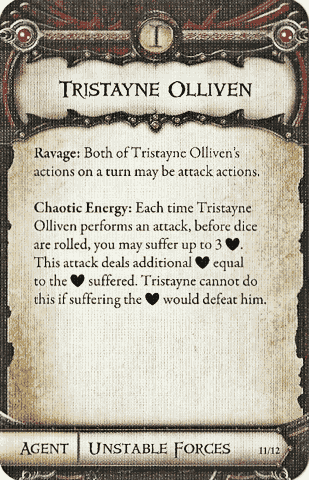 I
Tristayne Olliven
Ravage: Both of Tristayne Olliven's
actions on a turn may be attack actions.
Chaotic Energy: Each time Tristayne
Olliven performs an attack, before dice
are rolled, you may suffer up to 3 ♥.
This attack deals additional ♥ equal
to the ♥ suffered. Tristayne cannot do
this if suffering the ♥ would defeat him.
Agent Unstable Forces 11/12